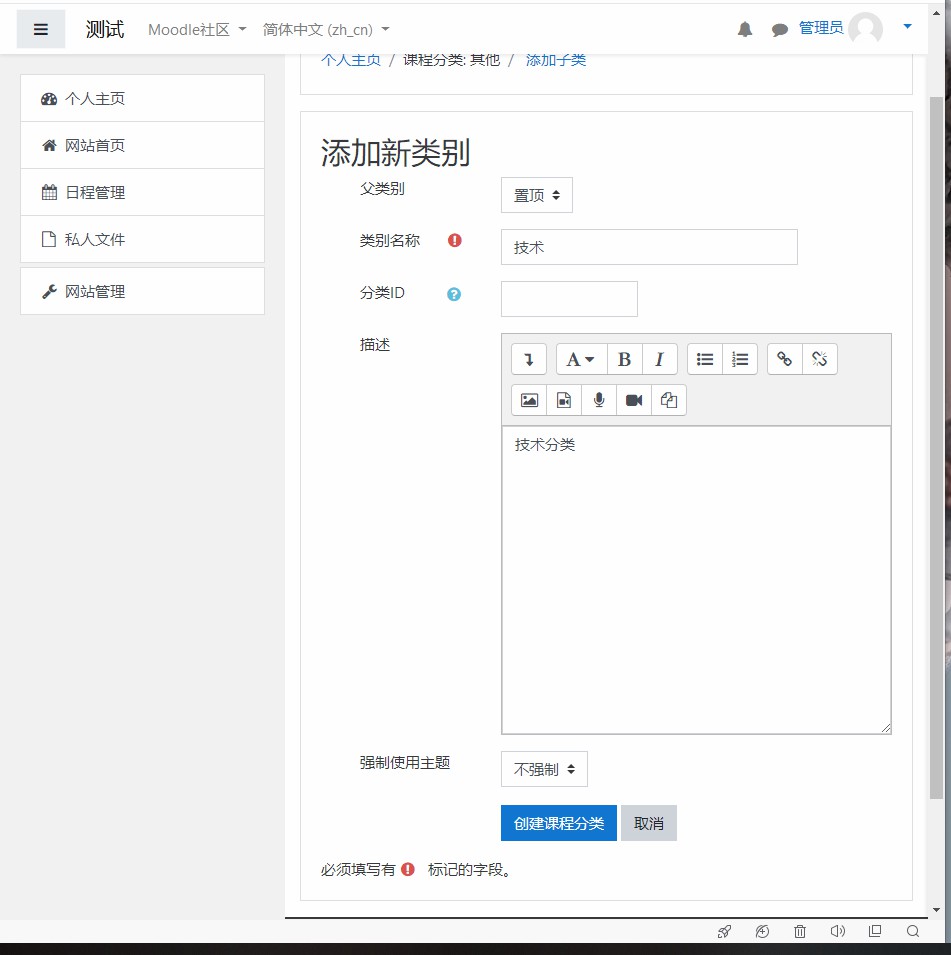 测试 Moodle社区 简体中文 (zh_cn) 管理员
个人主页 / 课程分类: 其他 / 添加子类
个人主页
网站首页
日程管理
私人文件
网站管理
添加新类别
父类别 置顶
类别名称 技术
分类ID
描述
A B I
技术分类
强制使用主题 不强制
创建课程分类 取消
必须填写有 标记的字段。